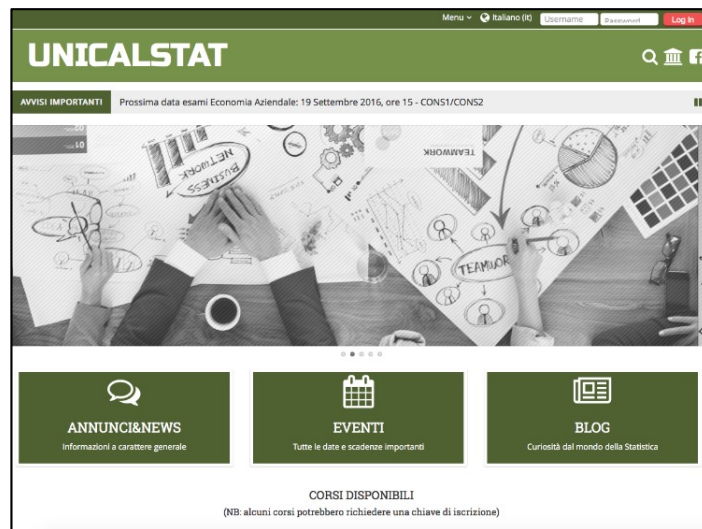 Menu
Italiano (it)
Username
Password
Log in
UNICALSTAT
AVVISI IMPORTANTI
Prossima data esami Economia Aziendale: 19 Settembre 2016, ore 15 - CONS1/CONS2
02
01
BUSINESS
NETWORK
TEAMWORK
TEAMWOR
ANNUNCI&NEWS
Informazioni a carattere generale
EVENTI
Tutte le date e scadenze importanti
BLOG
Curiosità dal mondo della Statistica
CORSI DISPONIBILI
(NB: alcuni corsi potrebbero richiedere una chiave di iscrizione)